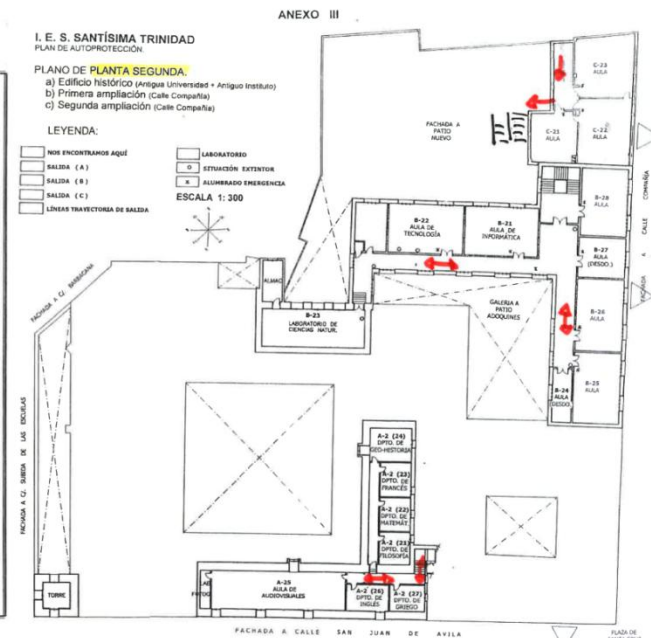 ANEXO III
I. E. S. SANTÍSIMA TRINIDAD
PLAN DE AUTOPROTECCIÓN.
PLANO DE PLANTA SEGUNDA.
a) Edificio histórico (Antigua Universidad + Antiguo Instituto)
b) Primera ampliación (Calle Compañía)
c) Segunda ampliación (Calle Compañía)
LEYENDA:
NOS ENCONTRAMOS AQUÍ
SALIDA ( A )
SALIDA ( B )
SALIDA ( C )
LÍNEAS TRAYECTORIA DE SALIDA
LABORATORIO
SITUACIÓN EXTINTOR
ALUMBRADO EMERGENCIA
ESCALA 1: 300
FACHADA A
PATIO
NUEVO
C-23
AULA
C-21
AULA
C-22
AULA
B-28
AULA
B-27
AULA
(DESDO.)
B-26
AULA
B-25
AULA
B-24
AULA
DESDO.
FACHADA A CALLE COMPAÑIA
B-22
AULA DE
TECNOLOGÍA
B-21
AULA DE
INFORMÁTICA
GALERIA A
PATIO
ADOQUINES
ALMAC
B-23
LABORATORIO DE
CIENCIAS NATUR.
FACHADA A C/. BARBACANA
FACHADA A C/. SUBIDA DE LAS ESCUELAS
A-2 (24)
DPTO. DE
GEO-HISTORIA
A-2 (23)
DPTO. DE
FRANCÉS
A-2 (22)
DPTO. DE
MATEMÁT.
A-2 (21)
DPTO. DE
FILOSOFÍA
A-25
AULA DE
AUDIOVISUALES
A-2 (26)
DPTO. DE
INGLÉS
A-2 (27)
DPTO. DE
GRIEGO
TORRE
FACHADA A CALLE SAN JUAN DE AVILA
PLAZA DE